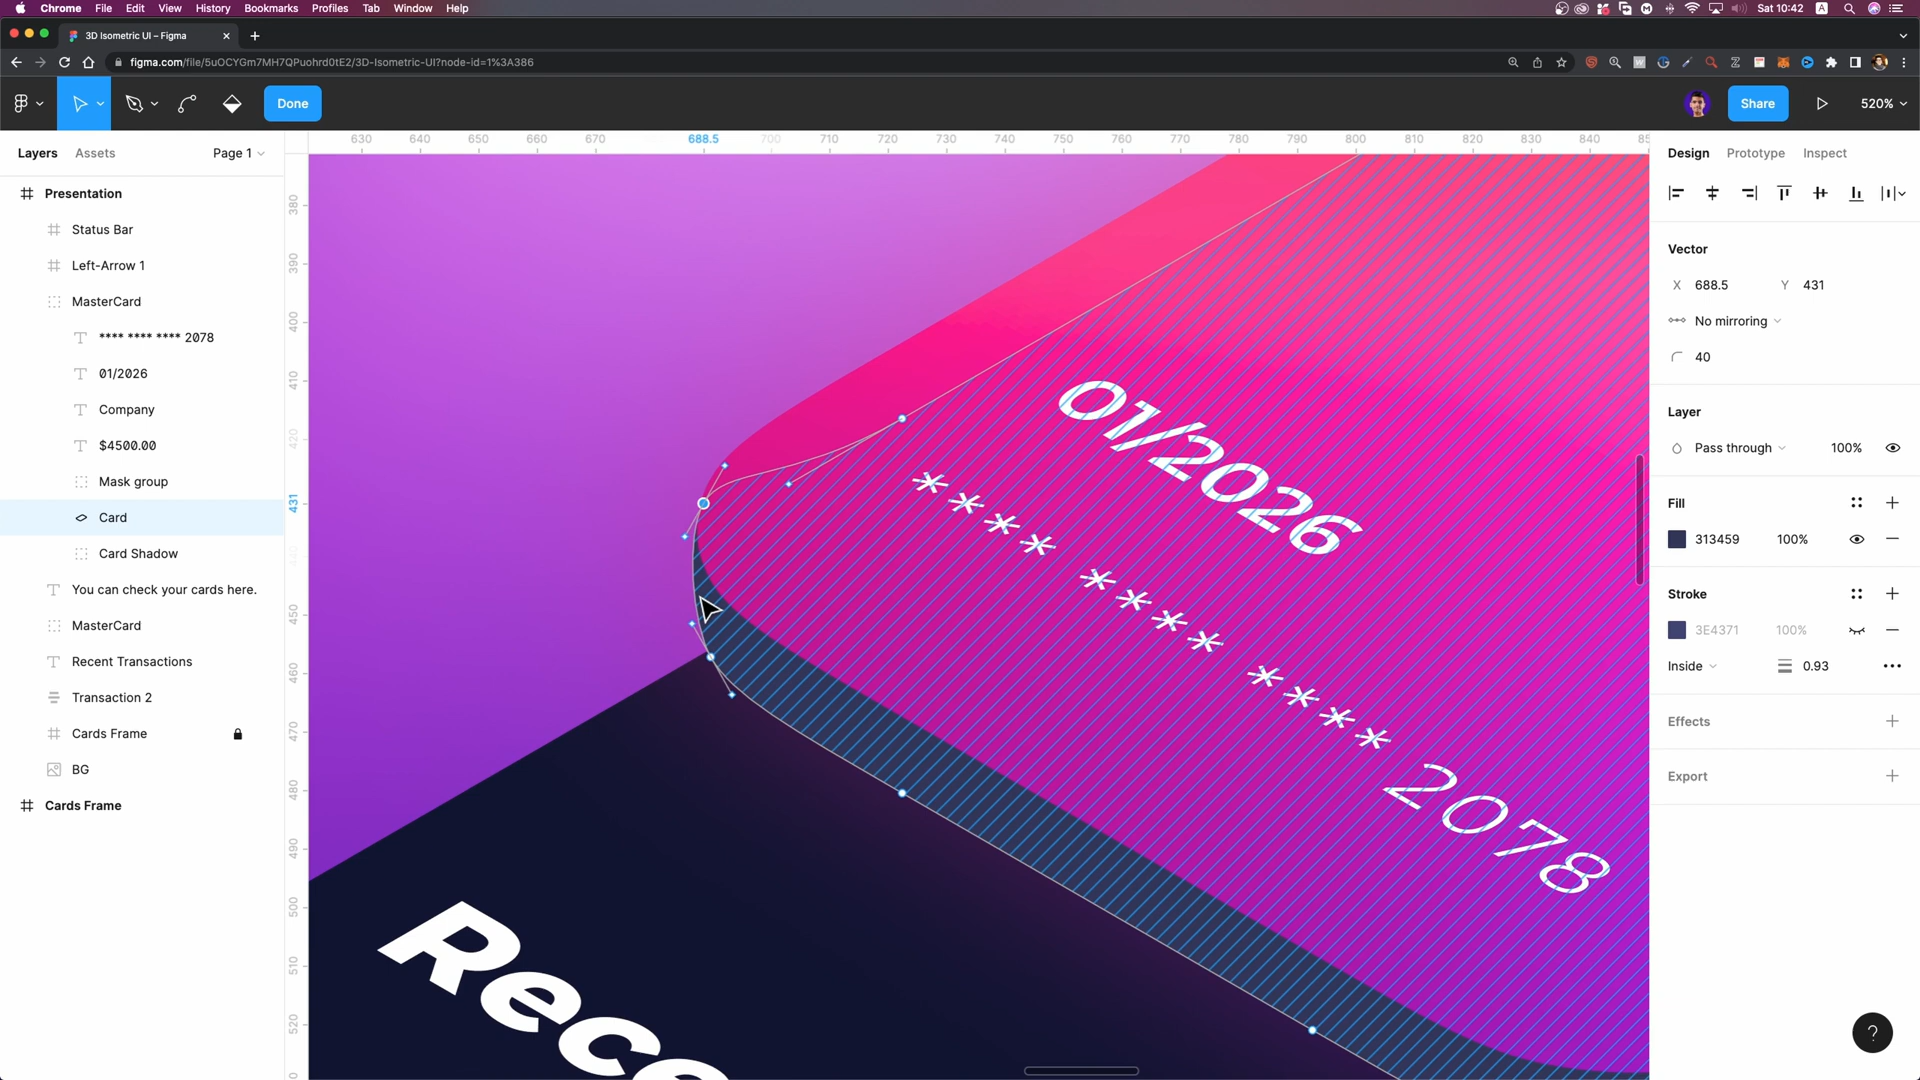 Chrome File Edit View History Bookmarks Profiles Tab Window Help
Sat 10:42 A
3D Isometric UI – Figma
figma.com/file/5uOCYGm7MH7QPuohrd0tE2/3D-Isometric-UI?node-id=1%3A386
Done
Share
520%
Layers Assets Page 1
630 640 650 660 670 688.5 700 710 720 730 740 750 760 770 780 790 800 810 820 830 840
Design Prototype Inspect
Presentation
Status Bar
Left-Arrow 1
MasterCard
**** **** **** 2078
01/2026
Company
$4500.00
Mask group
Card
Card Shadow
You can check your cards here.
MasterCard
Recent Transactions
Transaction 2
Cards Frame
BG
Cards Frame
380
390
400
410
420
431
450
460
470
480
490
500
510
520
01/2026
**** **** **** 2078
Rece
Vector
X 688.5 Y 431
No mirroring
40
Layer
Pass through 100%
Fill
313459 100%
Stroke
3E4371 100%
Inside 0.93
Effects
Export
?